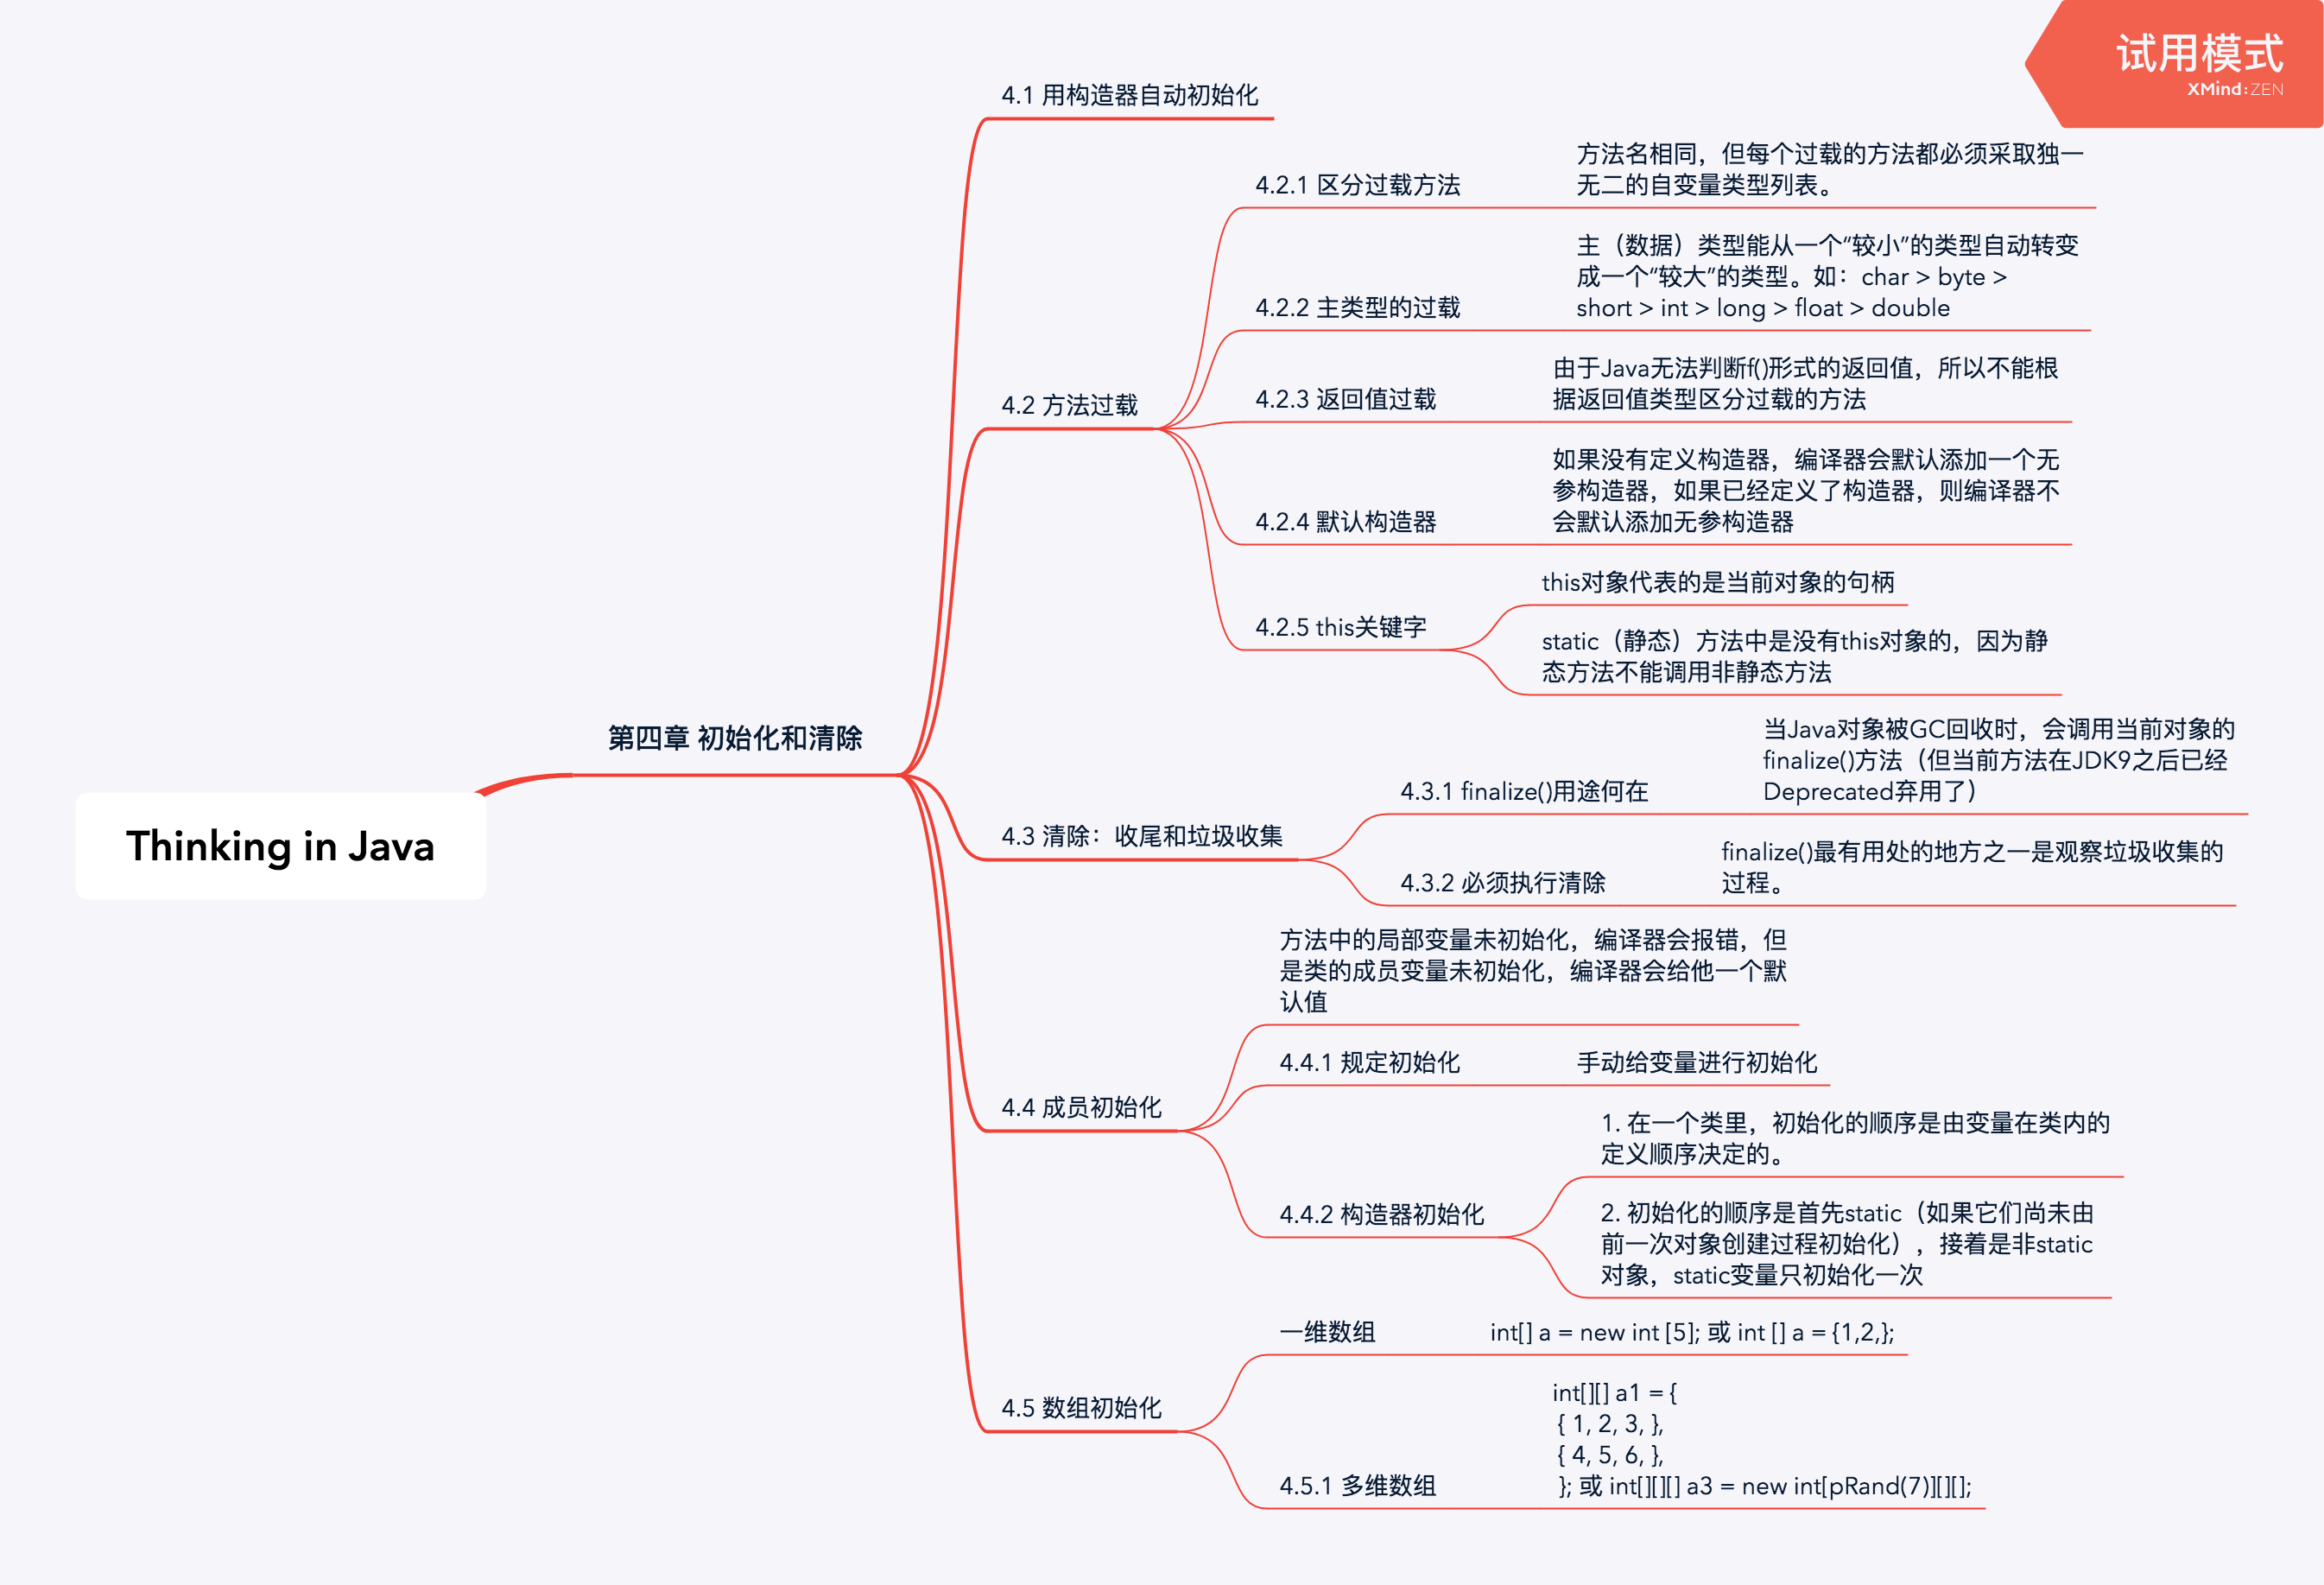 试用模式
XMind:ZEN
Thinking in Java
第四章 初始化和清除
4.1 用构造器自动初始化
4.2 方法过载
4.2.1 区分过载方法
方法名相同，但每个过载的方法都必须采取独一
无二的自变量类型列表。
4.2.2 主类型的过载
主（数据）类型能从一个“较小”的类型自动转变
成一个“较大”的类型。如：char > byte >
short > int > long > float > double
4.2.3 返回值过载
由于Java无法判断f()形式的返回值，所以不能根
据返回值类型区分过载的方法
4.2.4 默认构造器
如果没有定义构造器，编译器会默认添加一个无
参构造器，如果已经定义了构造器，则编译器不
会默认添加无参构造器
4.2.5 this关键字
this对象代表的是当前对象的句柄
static（静态）方法中是没有this对象的，因为静
态方法不能调用非静态方法
4.3 清除：收尾和垃圾收集
4.3.1 finalize()用途何在
当Java对象被GC回收时，会调用当前对象的
finalize()方法（但当前方法在JDK9之后已经
Deprecated弃用了）
4.3.2 必须执行清除
finalize()最有用处的地方之一是观察垃圾收集的
过程。
4.4 成员初始化
方法中的局部变量未初始化，编译器会报错，但
是类的成员变量未初始化，编译器会给他一个默
认值
4.4.1 规定初始化
手动给变量进行初始化
4.4.2 构造器初始化
1. 在一个类里，初始化的顺序是由变量在类内的
定义顺序决定的。
2. 初始化的顺序是首先static（如果它们尚未由
前一次对象创建过程初始化），接着是非static
对象，static变量只初始化一次
4.5 数组初始化
一维数组
int[] a = new int [5]; 或 int [] a = {1,2,};
4.5.1 多维数组
int[][] a1 = {
{ 1, 2, 3, },
{ 4, 5, 6, },
}; 或 int[][][] a3 = new int[pRand(7)][][];